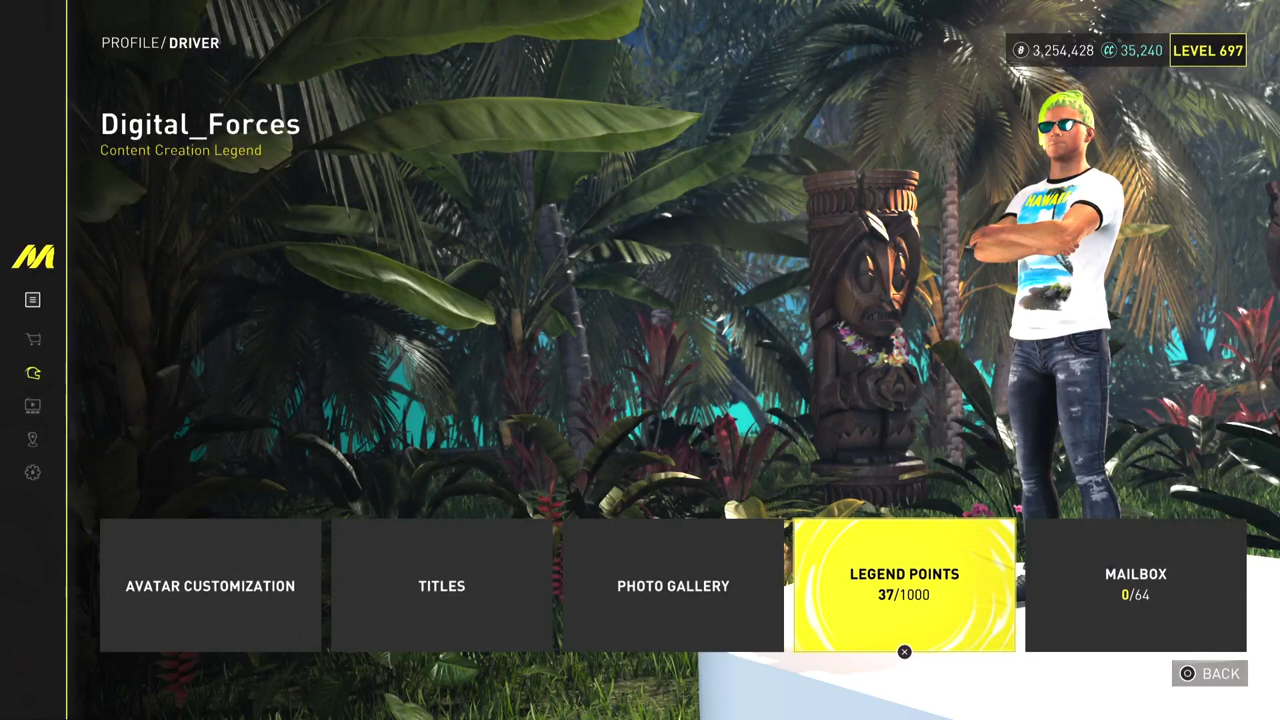 PROFILE/DRIVER
3,254,428 35,240 LEVEL 697
Digital_Forces
Content Creation Legend
HAWAII
AVATAR CUSTOMIZATION
TITLES
PHOTO GALLERY
LEGEND POINTS
37/1000
MAILBOX
0/64
BACK